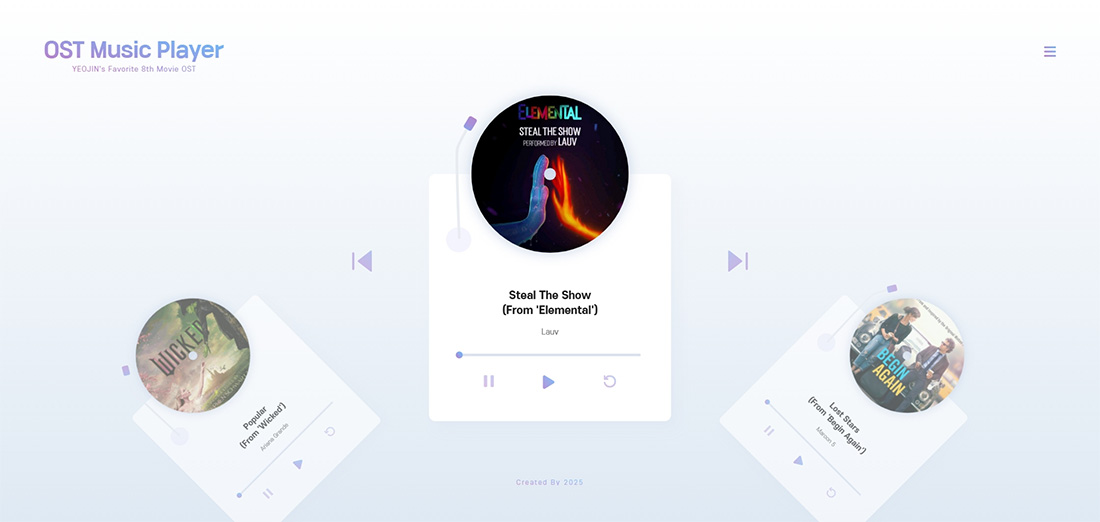 OST Music Player
YEOJIN's Favorite 8th Movie OST
ELEMENTAL
STEAL THE SHOW
PERFORMED BY LAUV
Steal The Show
(From 'Elemental')
Lauv
WICKED
Popular
(From 'Wicked')
Ariana Grande
BEGIN
AGAIN
Lost Stars
(From 'Begin Again')
Maroon 5
Created By 2025